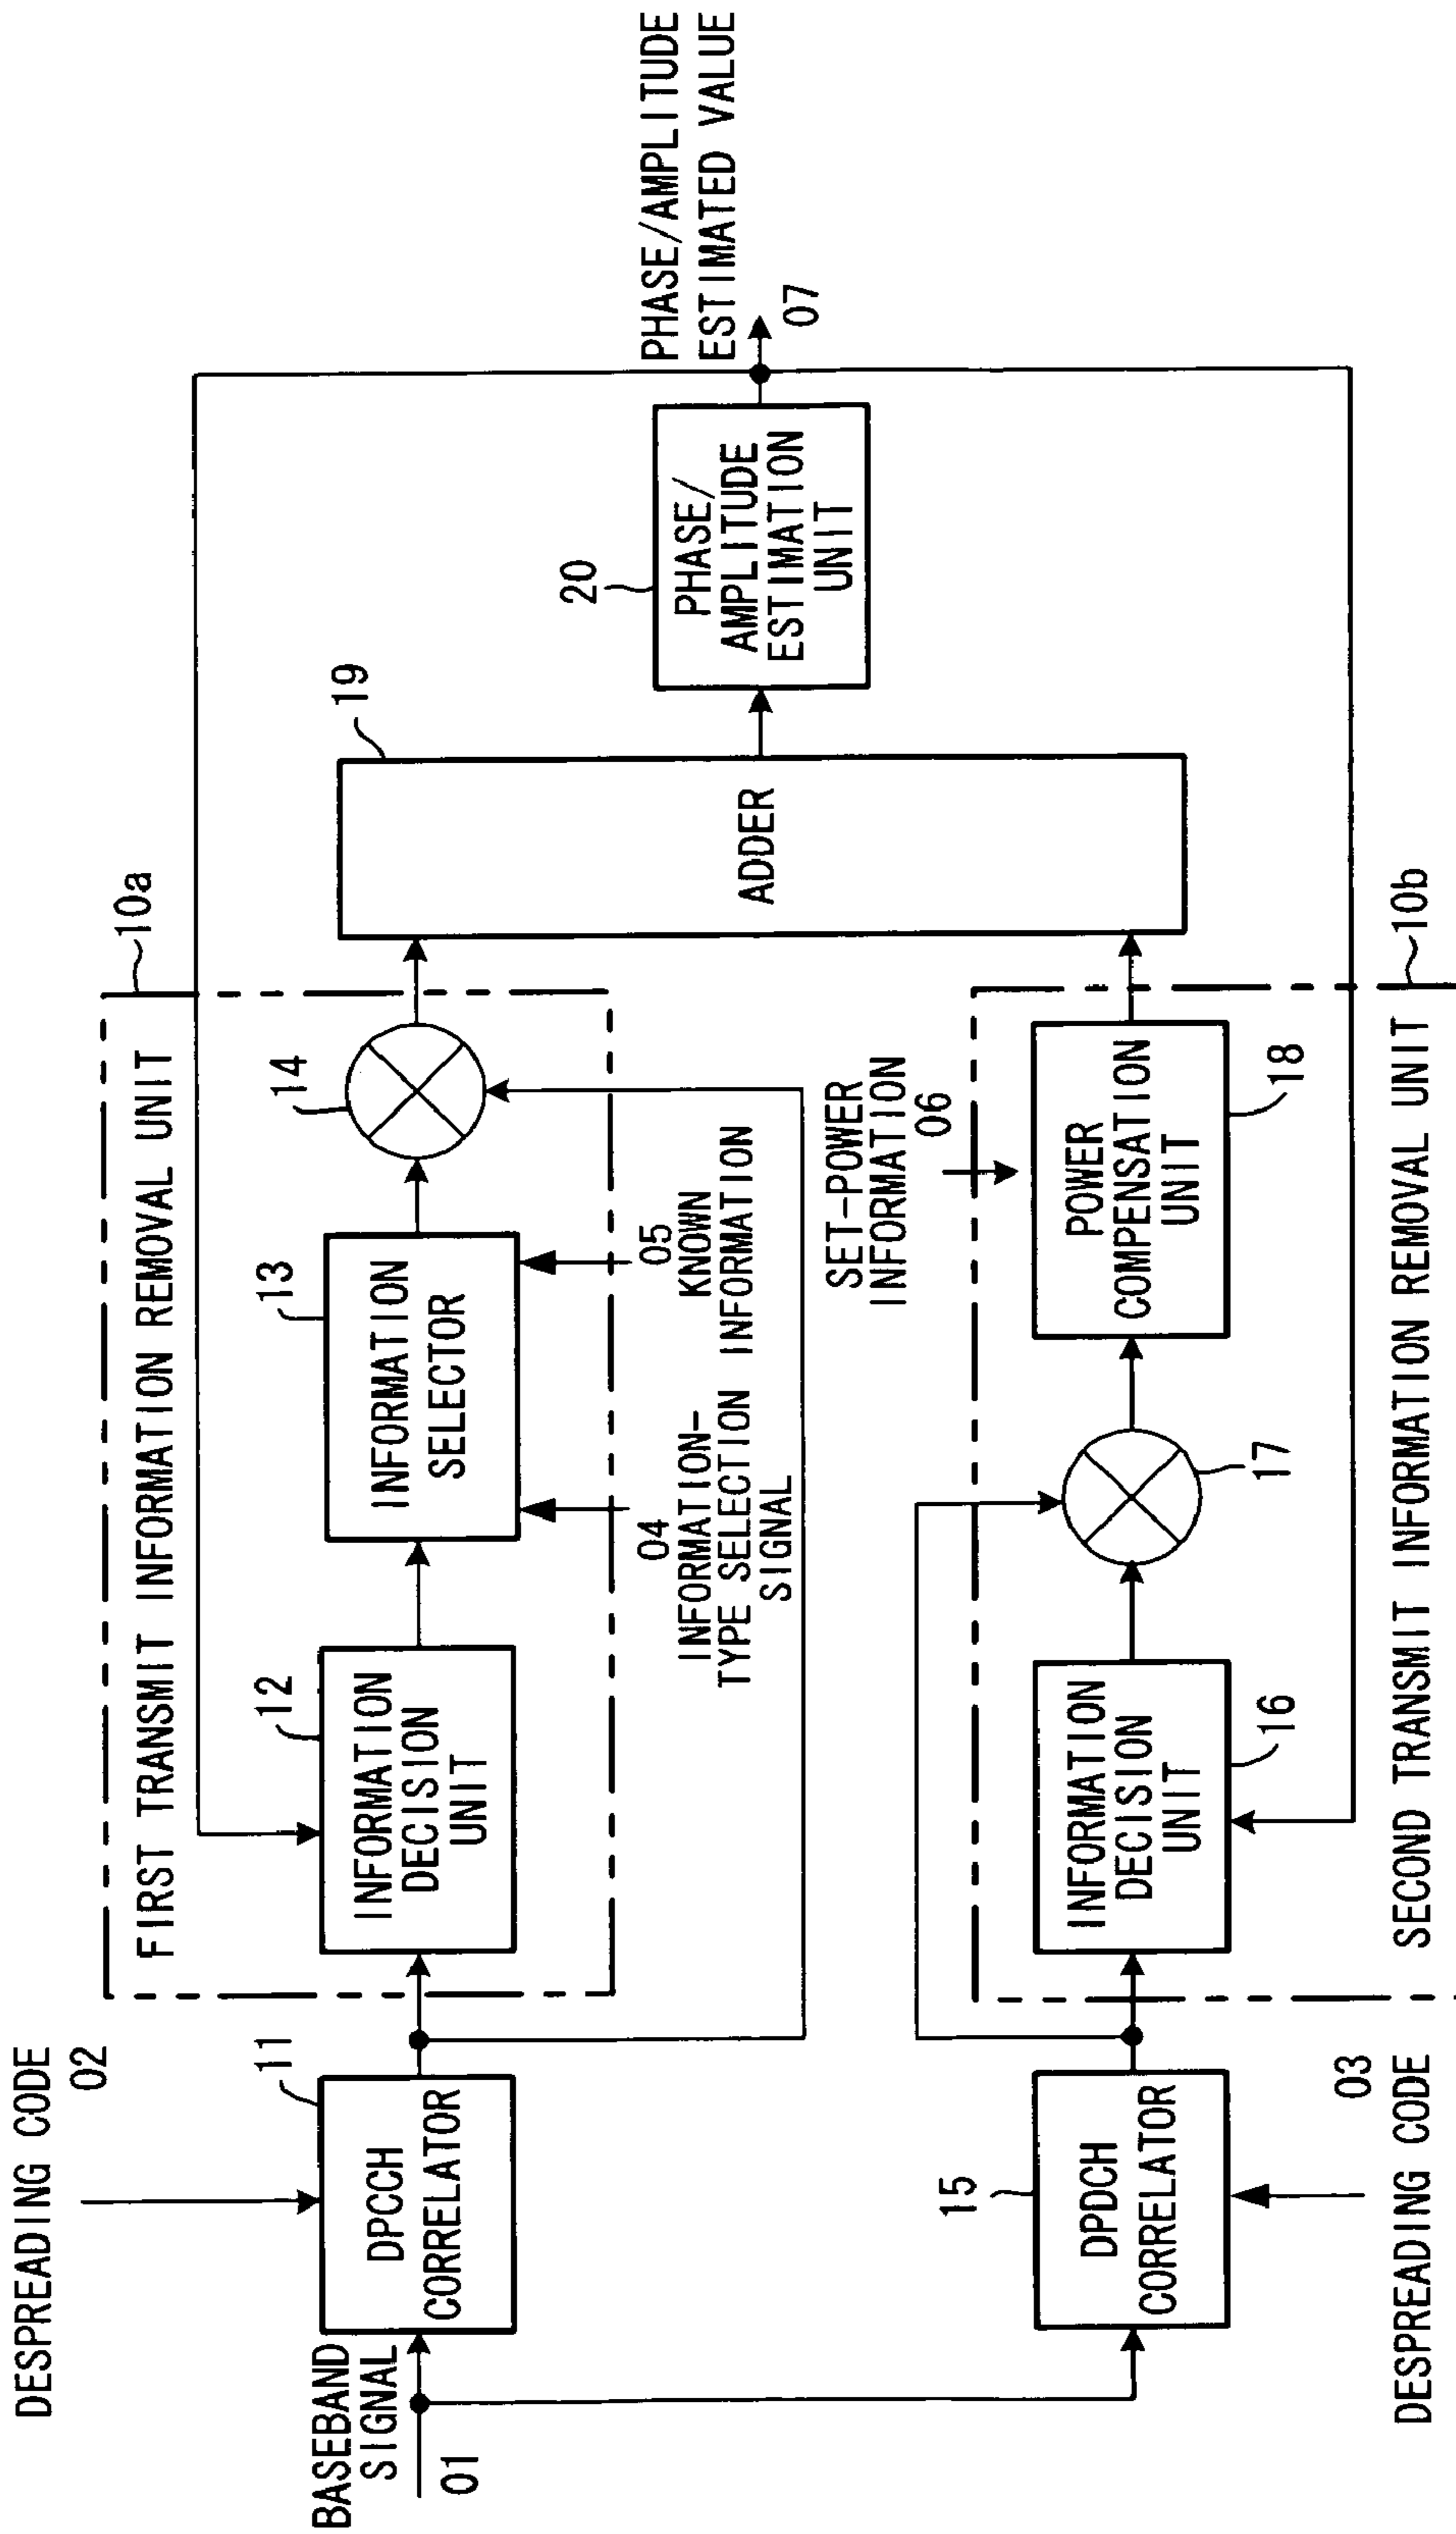 DESPREADING CODE
02
BASEBAND
SIGNAL
01
11
DPCCH
CORRELATOR
10a
FIRST TRANSMIT INFORMATION REMOVAL UNIT
12
INFORMATION
DECISION
UNIT
13
INFORMATION
SELECTOR
14
04
INFORMATION-
TYPE SELECTION
SIGNAL
05
KNOWN
INFORMATION
19
ADDER
20
PHASE/
AMPLITUDE
ESTIMATION
UNIT
PHASE/AMPLITUDE
ESTIMATED VALUE
07
SET-POWER
INFORMATION
06
15
DPDCH
CORRELATOR
03
DESPREADING CODE
INFORMATION
DECISION
UNIT
16
17
POWER
COMPENSATION
UNIT
18
SECOND TRANSMIT INFORMATION REMOVAL UNIT
10b